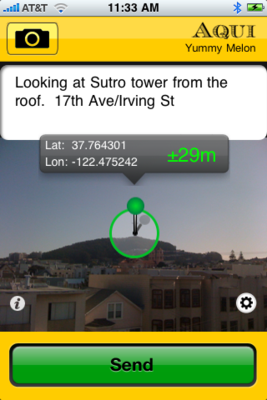 AT&T 11:33 AM
AQUI
Yummy Melon
Looking at Sutro tower from the
roof.  17th Ave/Irving St
Lat:  37.764301
Lon: -122.475242
±29m
i
Send